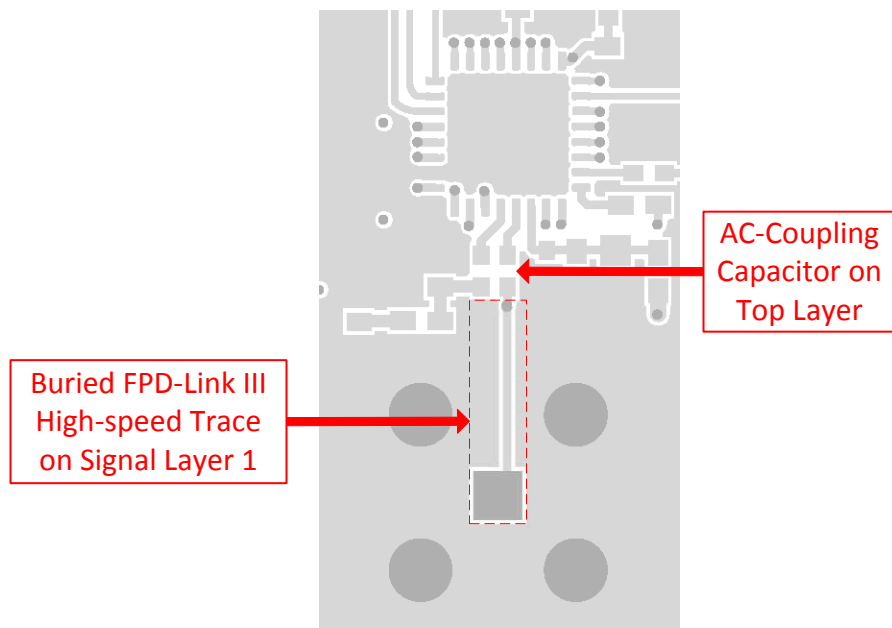 AC-Coupling
Capacitor on
Top Layer
Buried FPD-Link III
High-speed Trace
on Signal Layer 1